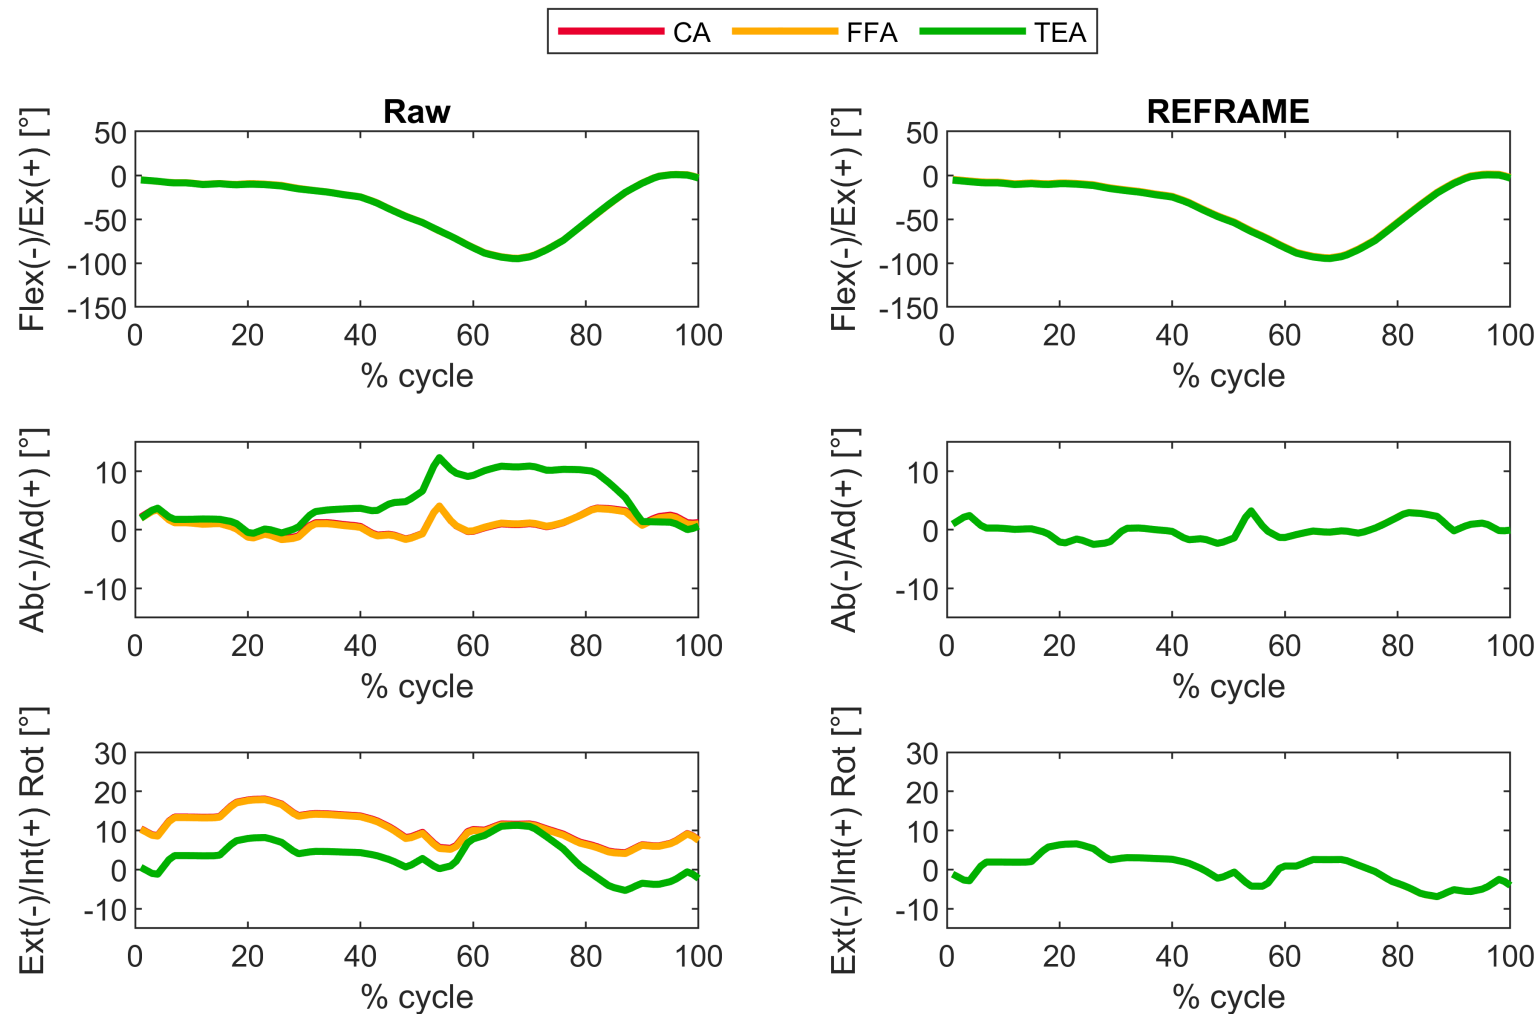 CA FFA TEA
Raw
Flex(-)/Ex(+) [°]
50
0
-50
-100
-150
0 20 40 60 80 100
% cycle
REFRAME
Flex(-)/Ex(+) [°]
50
0
-50
-100
-150
0 20 40 60 80 100
% cycle
Ab(-)/Ad(+) [°]
10
0
-10
0 20 40 60 80 100
% cycle
Ab(-)/Ad(+) [°]
10
0
-10
0 20 40 60 80 100
% cycle
Ext(-)/Int(+) Rot [°]
30
20
10
0
-10
0 20 40 60 80 100
% cycle
Ext(-)/Int(+) Rot [°]
30
20
10
0
-10
0 20 40 60 80 100
% cycle